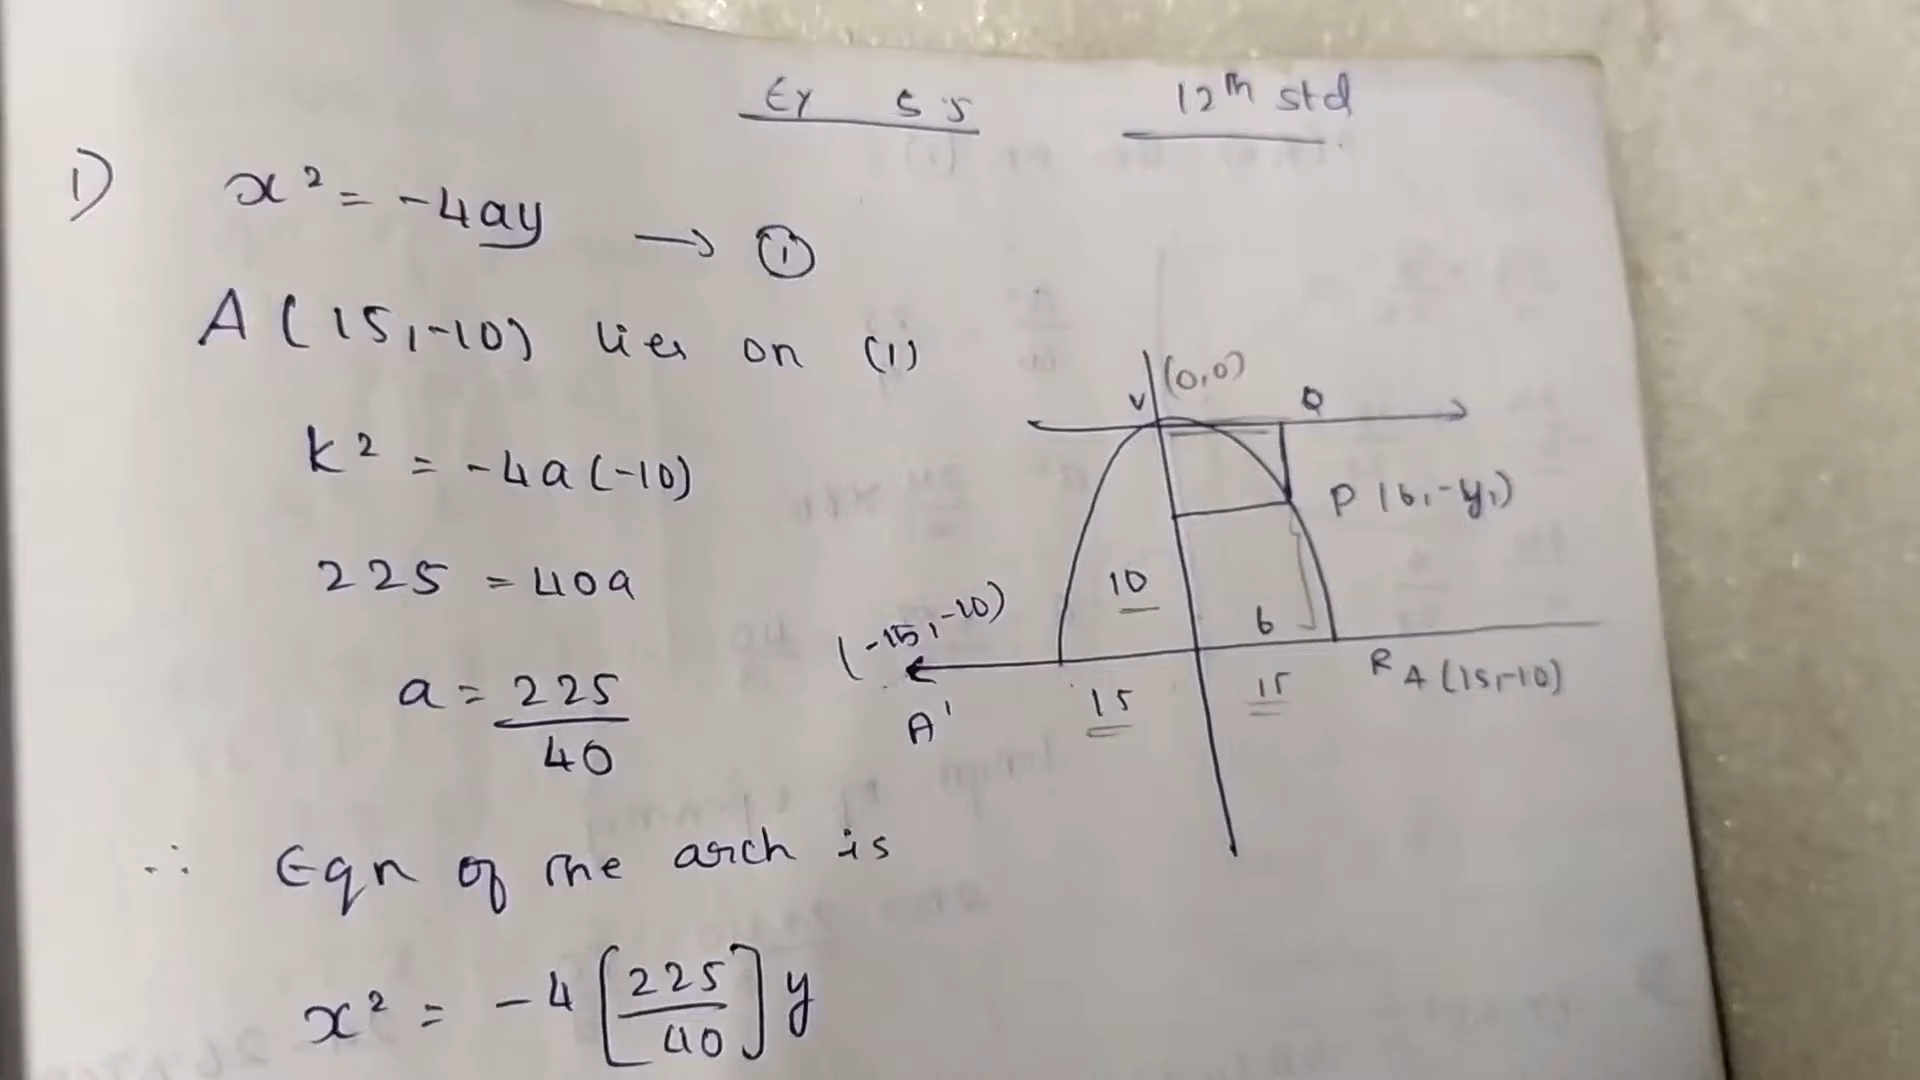 Ex 5.5 12th std
1) x² = -4ay → ①
A(15,-10) lies on (1)
k² = -4a(-10)
225 = 40a
a = 225/40
∴ Eqn of the arch is
x² = -4[225/40]y
V (0,0) Q
P(6,-y₁)
10
6
(-15,-10)
A'
15
15
R A(15,-10)